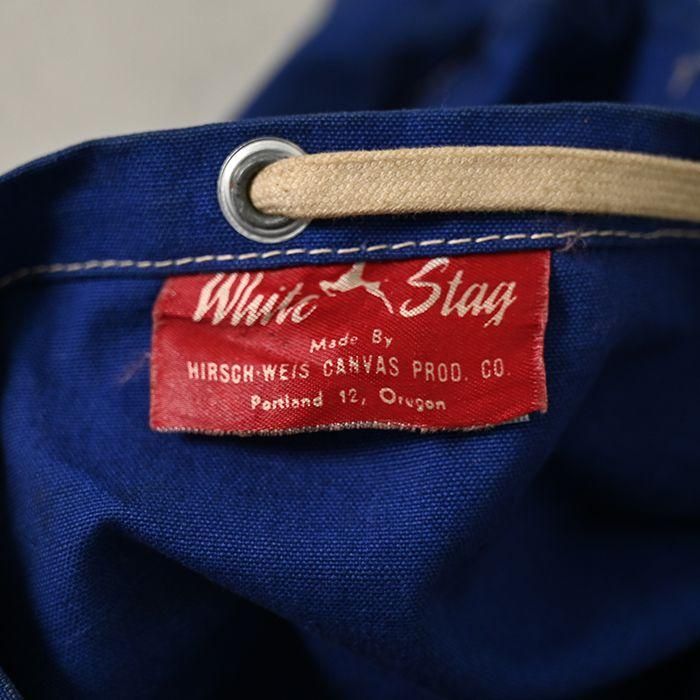 White Stag
Made By
HIRSCH-WEIS CANVAS PROD. CO.
Portland 12, Oregon